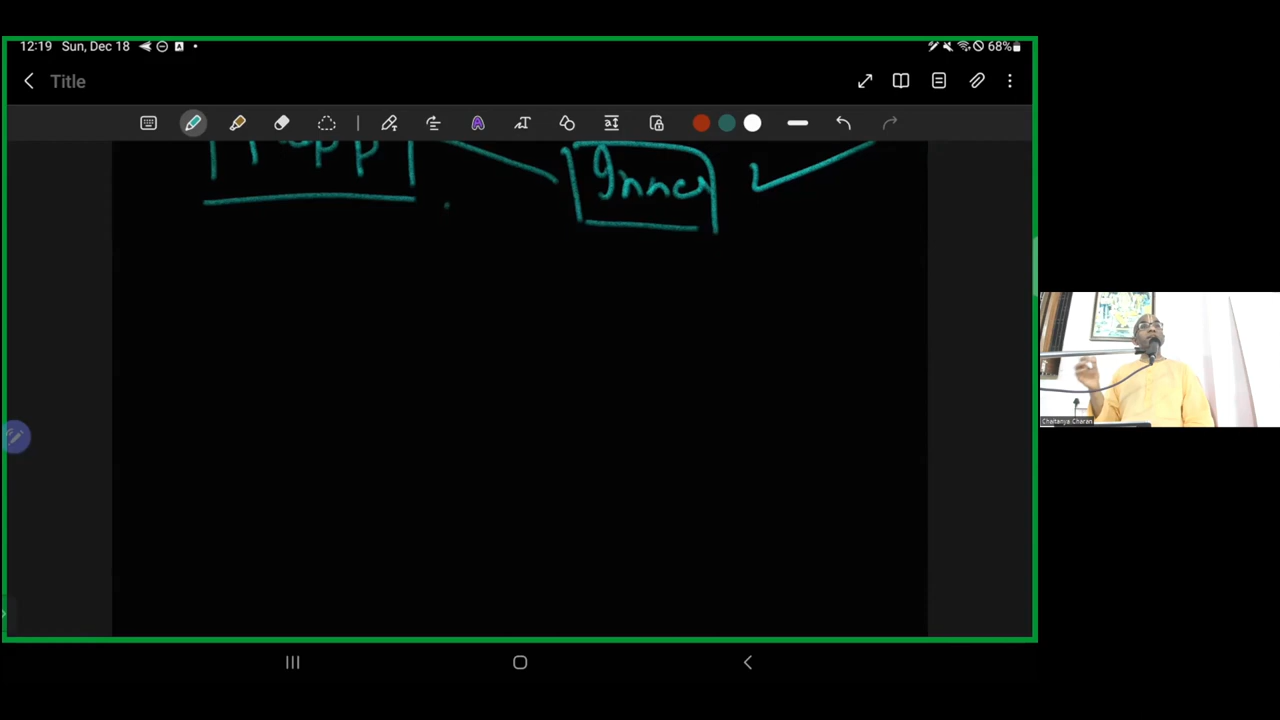 12:19 Sun, Dec 18
68%
Title
Inner
Chaitanya Charan